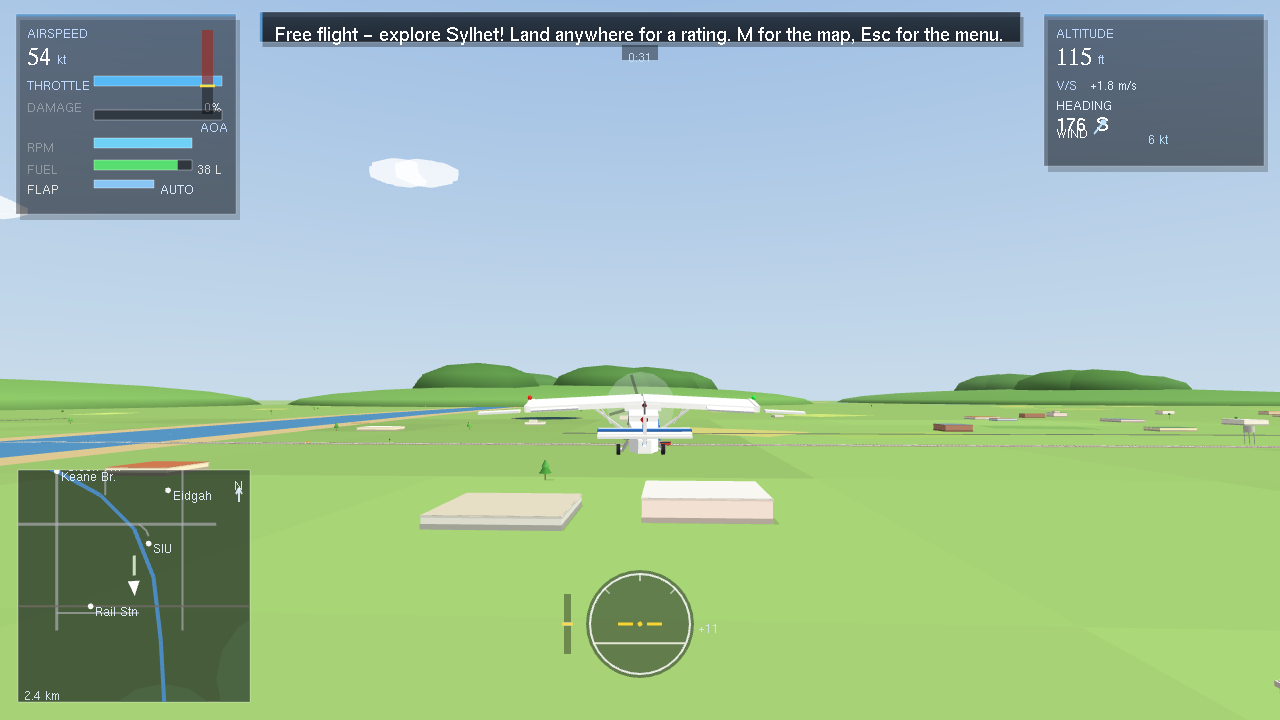 AIRSPEED
54 kt
THROTTLE
DAMAGE 0%
AOA
RPM
FUEL 38 L
FLAP AUTO
Free flight – explore Sylhet! Land anywhere for a rating. M for the map, Esc for the menu.
0:31
ALTITUDE
115 ft
V/S +1.8 m/s
HEADING
176 S
WIND 6 kt
Keane Br.
Eidgah
N
SIU
Rail Stn
2.4 km
+11